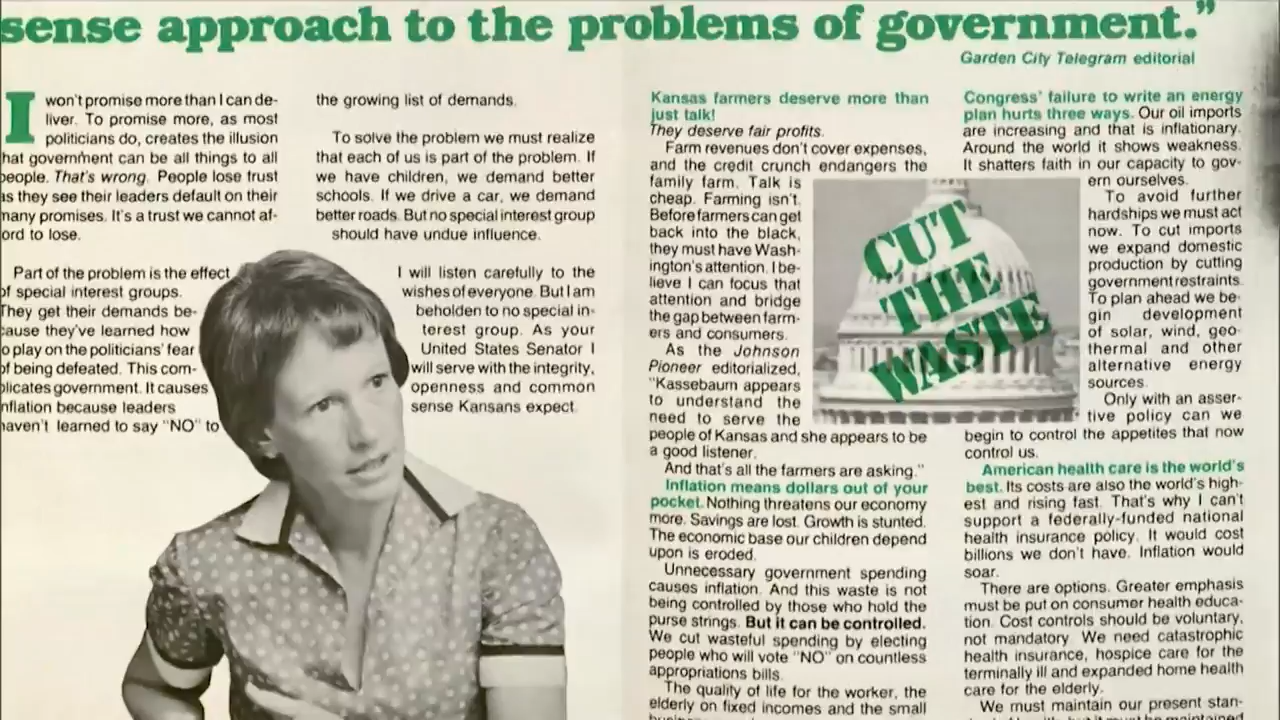 sense approach to the problems of government.”
Garden City Telegram editorial
I won't promise more than I can de-
liver. To promise more, as most
politicians do, creates the illusion
hat government can be all things to all
people. That's wrong. People lose trust
as they see their leaders default on their
many promises. It's a trust we cannot af-
ord to lose.
Part of the problem is the effect
of special interest groups.
They get their demands be-
cause they've learned how
o play on the politicians' fear
of being defeated. This com-
plicates government. It causes
nflation because leaders
haven't learned to say "NO" to
the growing list of demands.
To solve the problem we must realize
that each of us is part of the problem. If
we have children, we demand better
schools. If we drive a car, we demand
better roads. But no special interest group
should have undue influence.
I will listen carefully to the
wishes of everyone. But I am
beholden to no special in-
terest group. As your
United States Senator I
will serve with the integrity,
openness and common
sense Kansans expect.
Kansas farmers deserve more than
just talk!
They deserve fair profits.
Farm revenues don't cover expenses,
and the credit crunch endangers the
family farm. Talk is
cheap. Farming isn't.
Before farmers can get
back into the black,
they must have Wash-
ington's attention. I be-
lieve I can focus that
attention and bridge
the gap between farm-
ers and consumers.
As the Johnson
Pioneer editorialized,
"Kassebaum appears
to understand the
need to serve the
people of Kansas and she appears to be
a good listener.
And that's all the farmers are asking."
Inflation means dollars out of your
pocket. Nothing threatens our economy
more. Savings are lost. Growth is stunted.
The economic base our children depend
upon is eroded.
Unnecessary government spending
causes inflation. And this waste is not
being controlled by those who hold the
purse strings. But it can be controlled.
We cut wasteful spending by electing
people who will vote "NO" on countless
appropriations bills.
The quality of life for the worker, the
elderly on fixed incomes and the small
CUT
THE
WASTE
Congress' failure to write an energy
plan hurts three ways. Our oil imports
are increasing and that is inflationary.
Around the world it shows weakness.
It shatters faith in our capacity to gov-
ern ourselves.
To avoid further
hardships we must act
now. To cut imports
we expand domestic
production by cutting
government restraints.
To plan ahead we be-
gin development
of solar, wind, geo-
thermal and other
alternative energy
sources.
Only with an asser-
tive policy can we
begin to control the appetites that now
control us.
American health care is the world's
best. Its costs are also the world's high-
est and rising fast. That's why I can't
support a federally-funded national
health insurance policy. It would cost
billions we don't have. Inflation would
soar.
There are options. Greater emphasis
must be put on consumer health educa-
tion. Cost controls should be voluntary,
not mandatory. We need catastrophic
health insurance, hospice care for the
terminally ill and expanded home health
care for the elderly.
We must maintain our present stan-